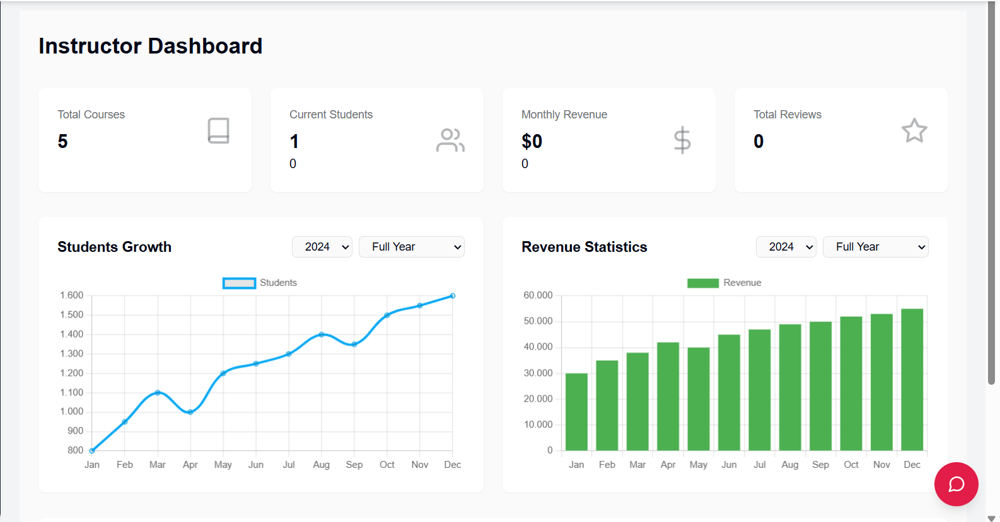 Instructor Dashboard
Total Courses
5
Current Students
1
0
Monthly Revenue
$0
0
Total Reviews
0
Students Growth
2024
Full Year
Students
1.600
1.500
1.400
1.300
1.200
1.100
1.000
900
800
Jan Feb Mar Apr May Jun Jul Aug Sep Oct Nov Dec
Revenue Statistics
2024
Full Year
Revenue
60.000
50.000
40.000
30.000
20.000
10.000
0
Jan Feb Mar Apr May Jun Jul Aug Sep Oct Nov Dec